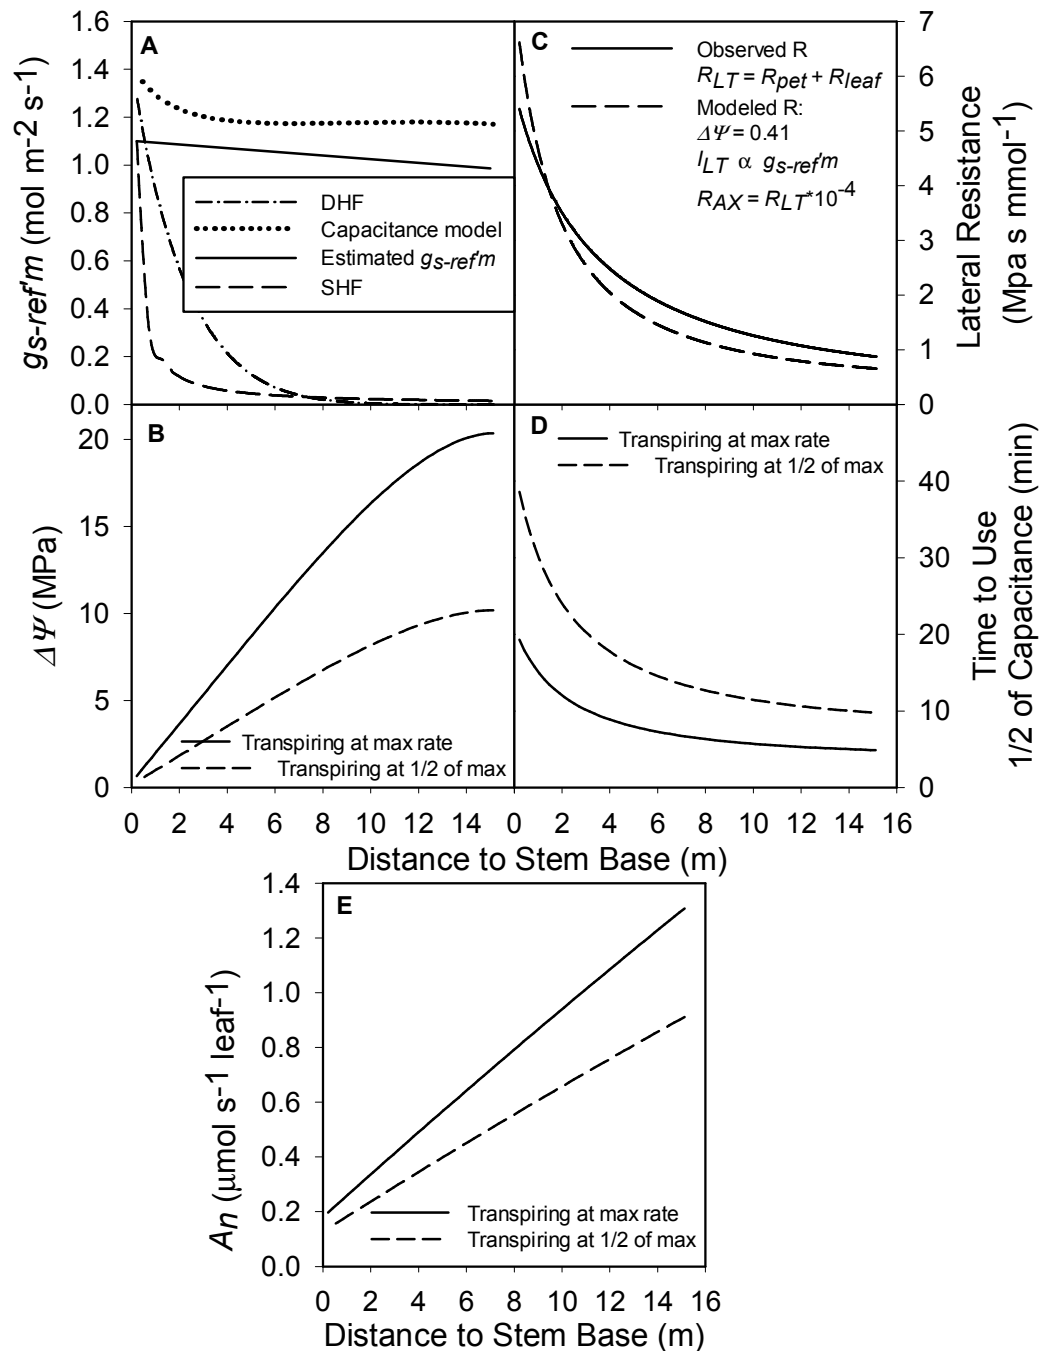 A
1.6
1.4
1.2
1.0
0.8
0.6
0.4
0.2
0.0
gs-ref'm (mol m-2 s-1)
DHF
Capacitance model
Estimated gs-ref'm
SHF
C
Observed R
RLT = Rpet + Rleaf
Modeled R:
ΔΨ = 0.41
ILT ∝ gs-ref'm
RAX = RLT*10-4
7
6
5
4
3
2
1
0
Lateral Resistance
(Mpa s mmol-1)
B
20
15
10
5
0
ΔΨ (MPa)
Transpiring at max rate
Transpiring at 1/2 of max
0 2 4 6 8 10 12 14
D
Transpiring at max rate
Transpiring at 1/2 of max
40
30
20
10
0
Time to Use
1/2 of Capacitance (min)
0 2 4 6 8 10 12 14 16
Distance to Stem Base (m)
E
1.4
1.2
1.0
0.8
0.6
0.4
0.2
0.0
An (μmol s-1 leaf-1)
Transpiring at max rate
Transpiring at 1/2 of max
0 2 4 6 8 10 12 14 16
Distance to Stem Base (m)